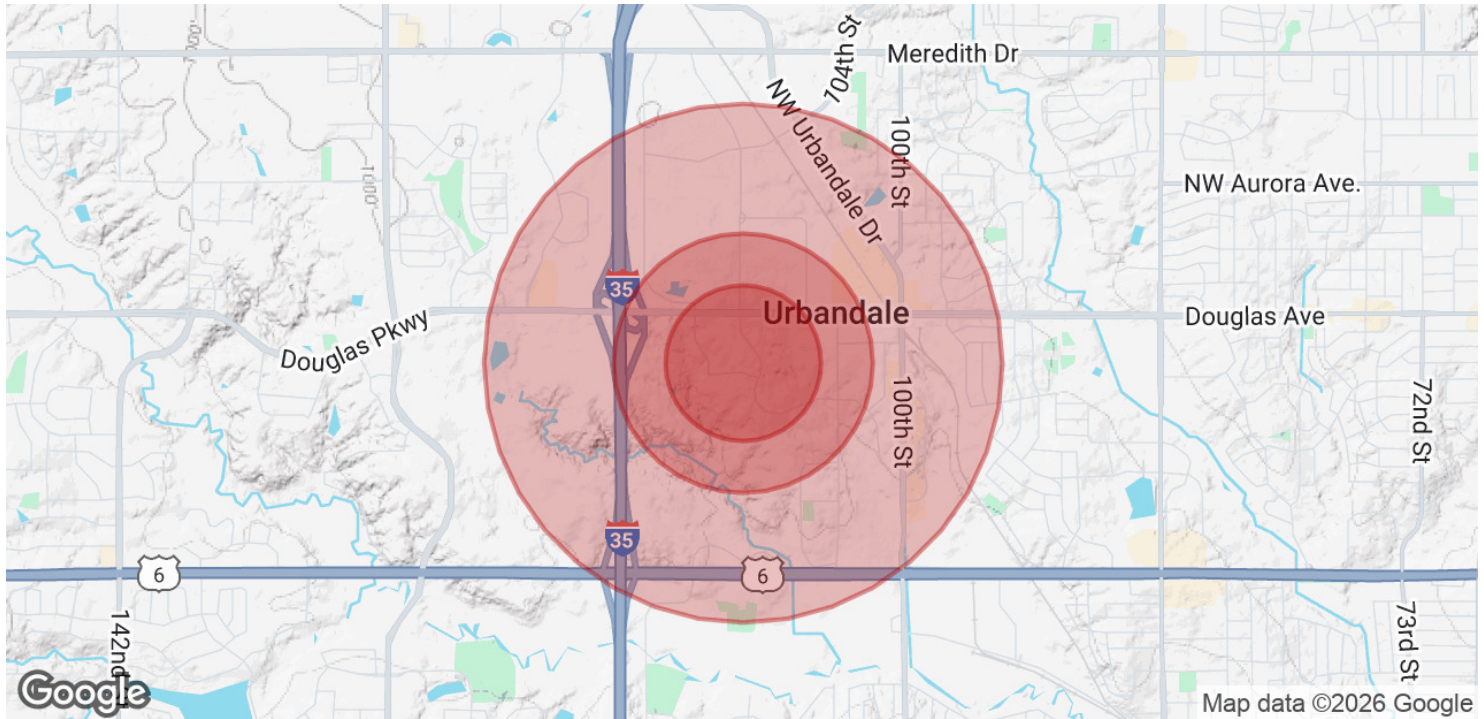 Meredith Dr
104th St
NW Urbandale Dr
100th St
1000
NW Aurora Ave.
35
Urbandale
Douglas Ave
Douglas Pkwy
100th St
72nd St
35
6
6
142nd
73rd St
Google
Map data ©2026 Google